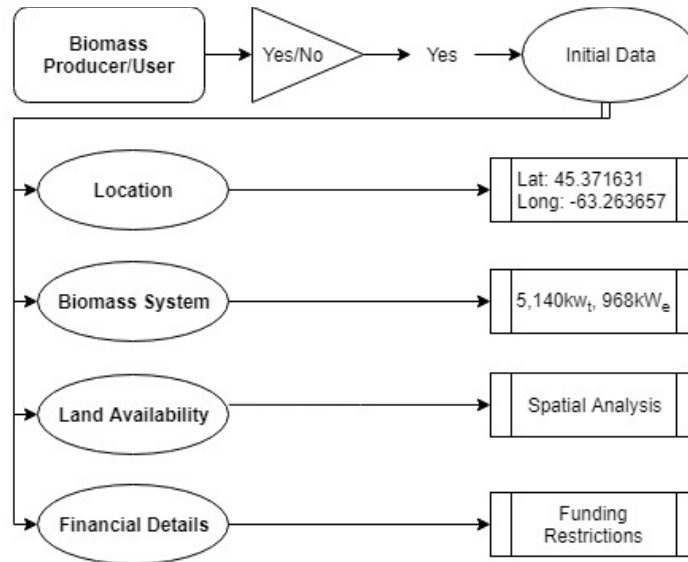 Biomass
Producer/User
Yes/No
Yes
Initial Data
Location
Lat: 45.371631
Long: -63.263657
Biomass System
5,140kwₜ, 968kWₑ
Land Availability
Spatial Analysis
Financial Details
Funding
Restrictions